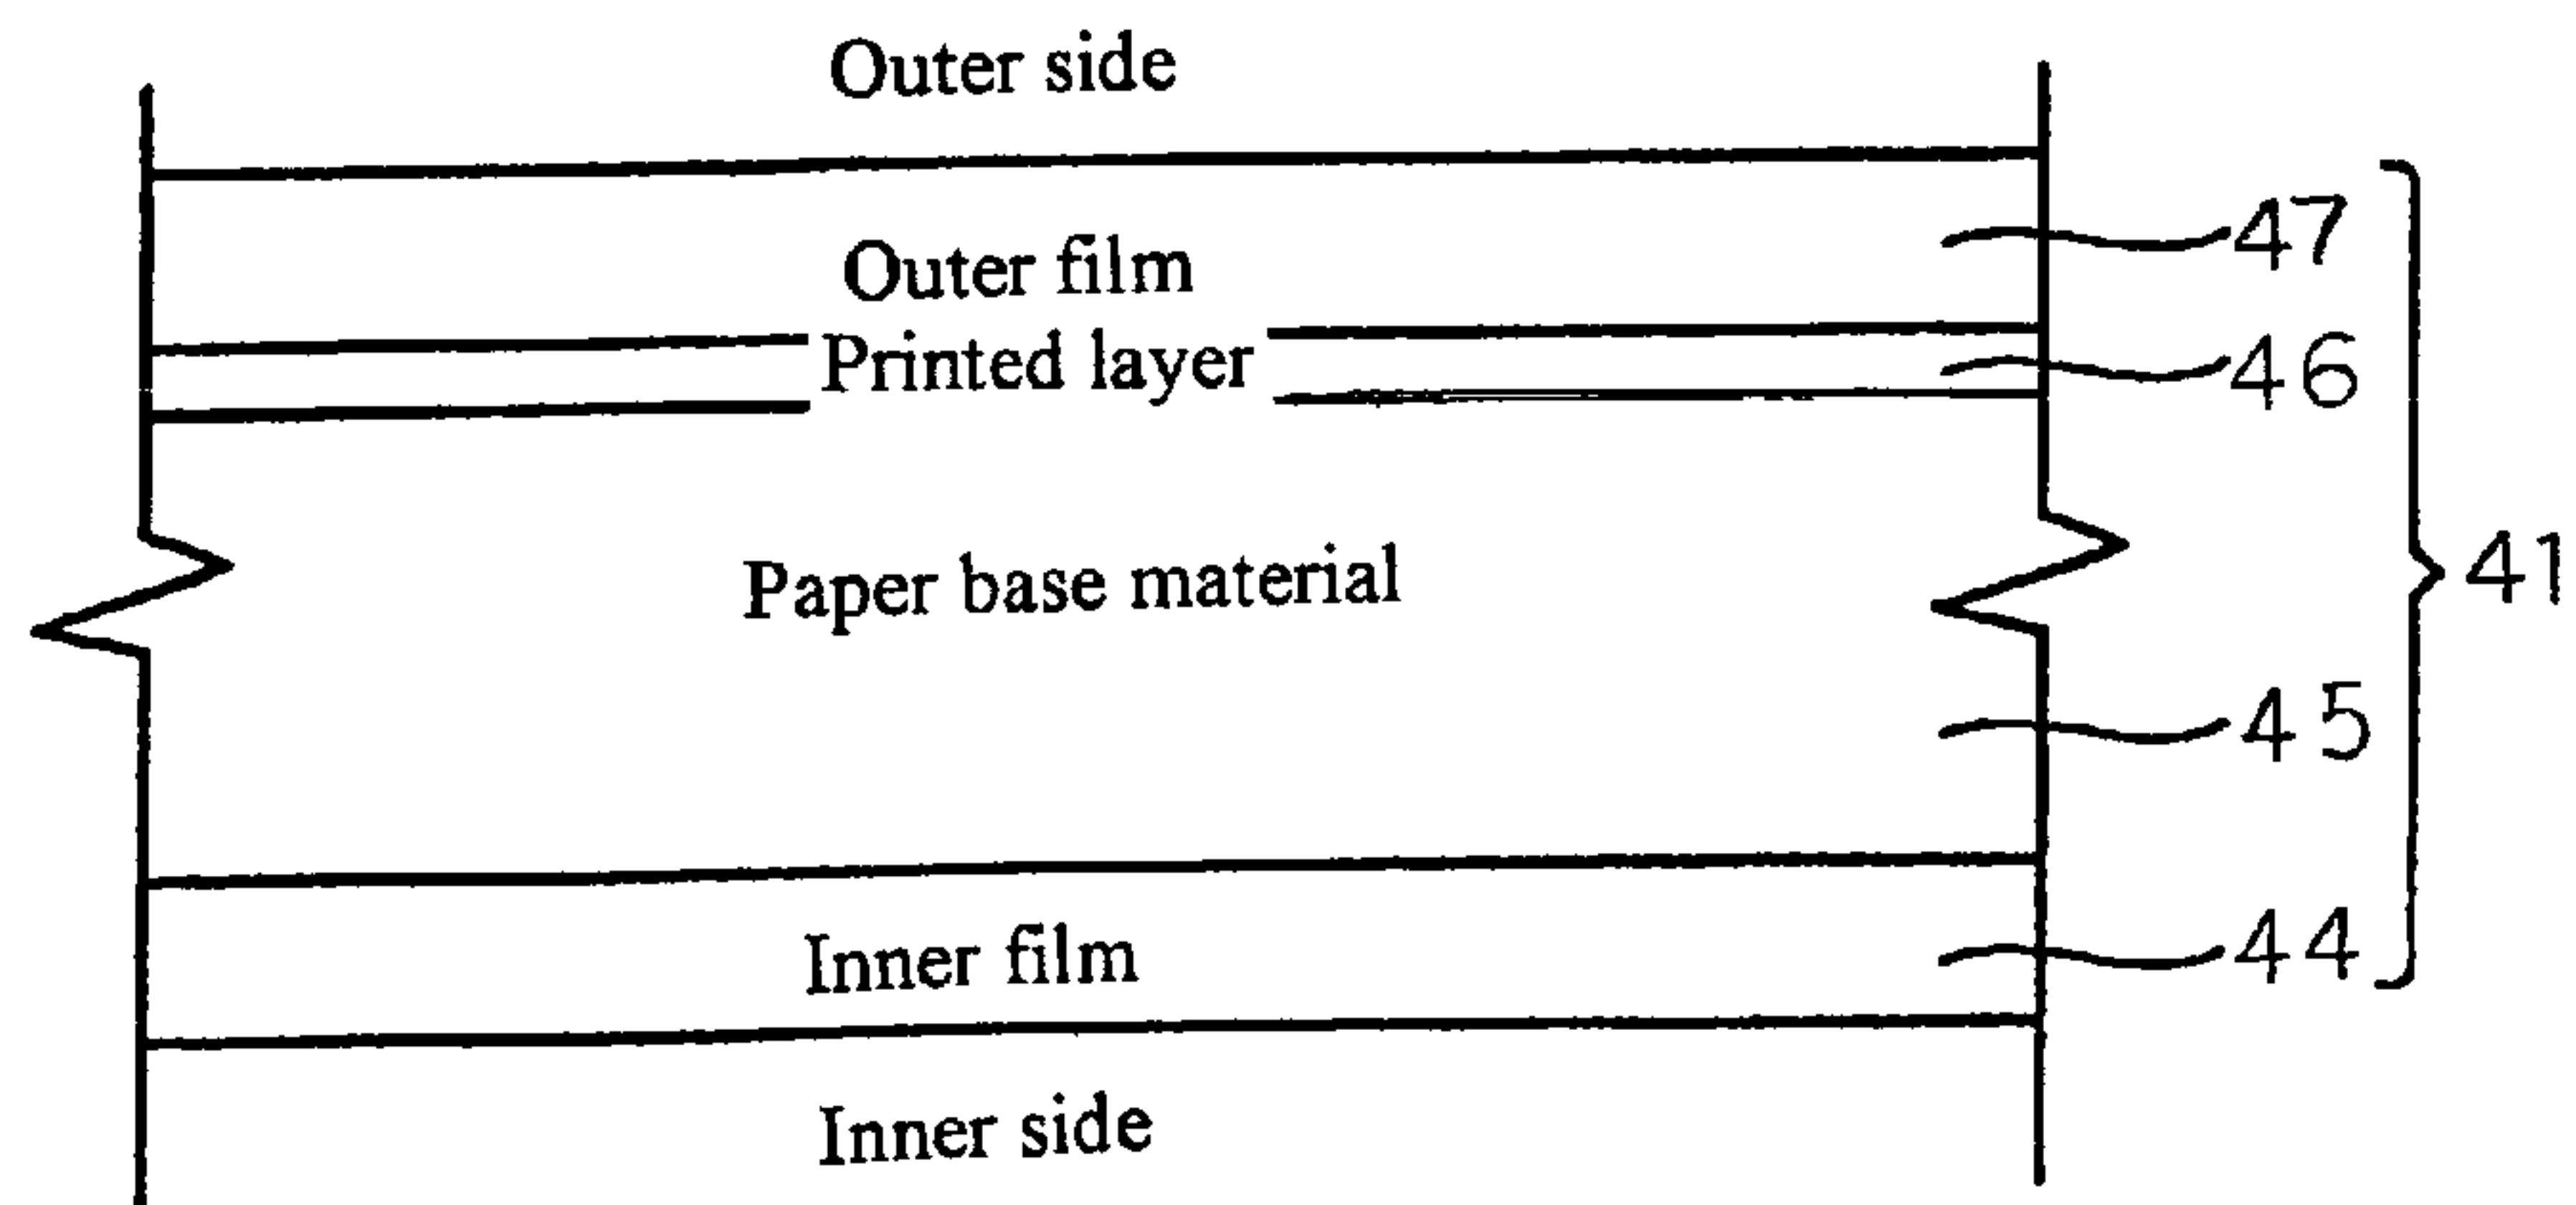 Outer side
Outer film
47
Printed layer
46
Paper base material
41
45
Inner film
44
Inner side